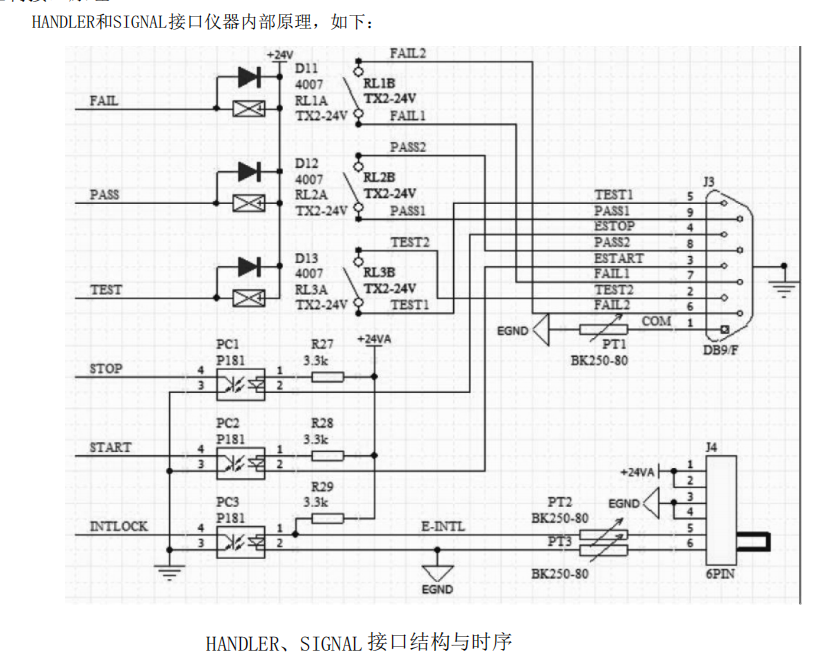 HANDLER和SIGNAL接口仪器内部原理，如下：
+24V
FAIL2
D11
4007
RL1A
TX2-24V
RL1B
TX2-24V
FAIL
FAIL1
PASS2
D12
4007
RL2A
TX2-24V
RL2B
TX2-24V
PASS
PASS1
TEST2
D13
4007
RL3A
TX2-24V
RL3B
TX2-24V
TEST
TEST1
J3
TEST1 5
PASS1 9
ESTOP 4
PASS2 8
ESTART 3
FAIL1 7
TEST2 2
FAIL2 6
COM 1
EGND
PT1
BK250-80
DB9/F
+24VA
PC1
P181
R27
3.3k
STOP
4 1
3 2
PC2
P181
R28
3.3k
START
4 1
3 2
PC3
P181
R29
3.3k
INTLOCK
4 1
3 2
E-INTL
EGND
J4
+24VA
EGND
1
2
3
4
5
6
PT2
BK250-80
PT3
BK250-80
6PIN
HANDLER、SIGNAL 接口结构与时序